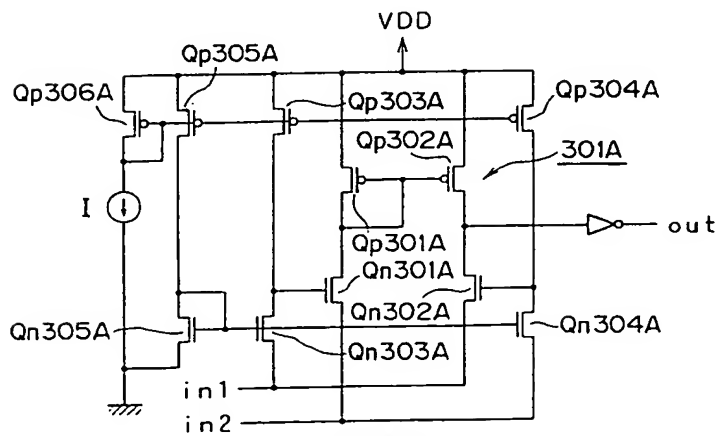 VDD
Qp305A
Qp306A
Qp303A
Qp304A
Qp302A
301A
I
out
Qp301A
Qn301A
Qn302A
Qn305A
Qn304A
Qn303A
in1
in2